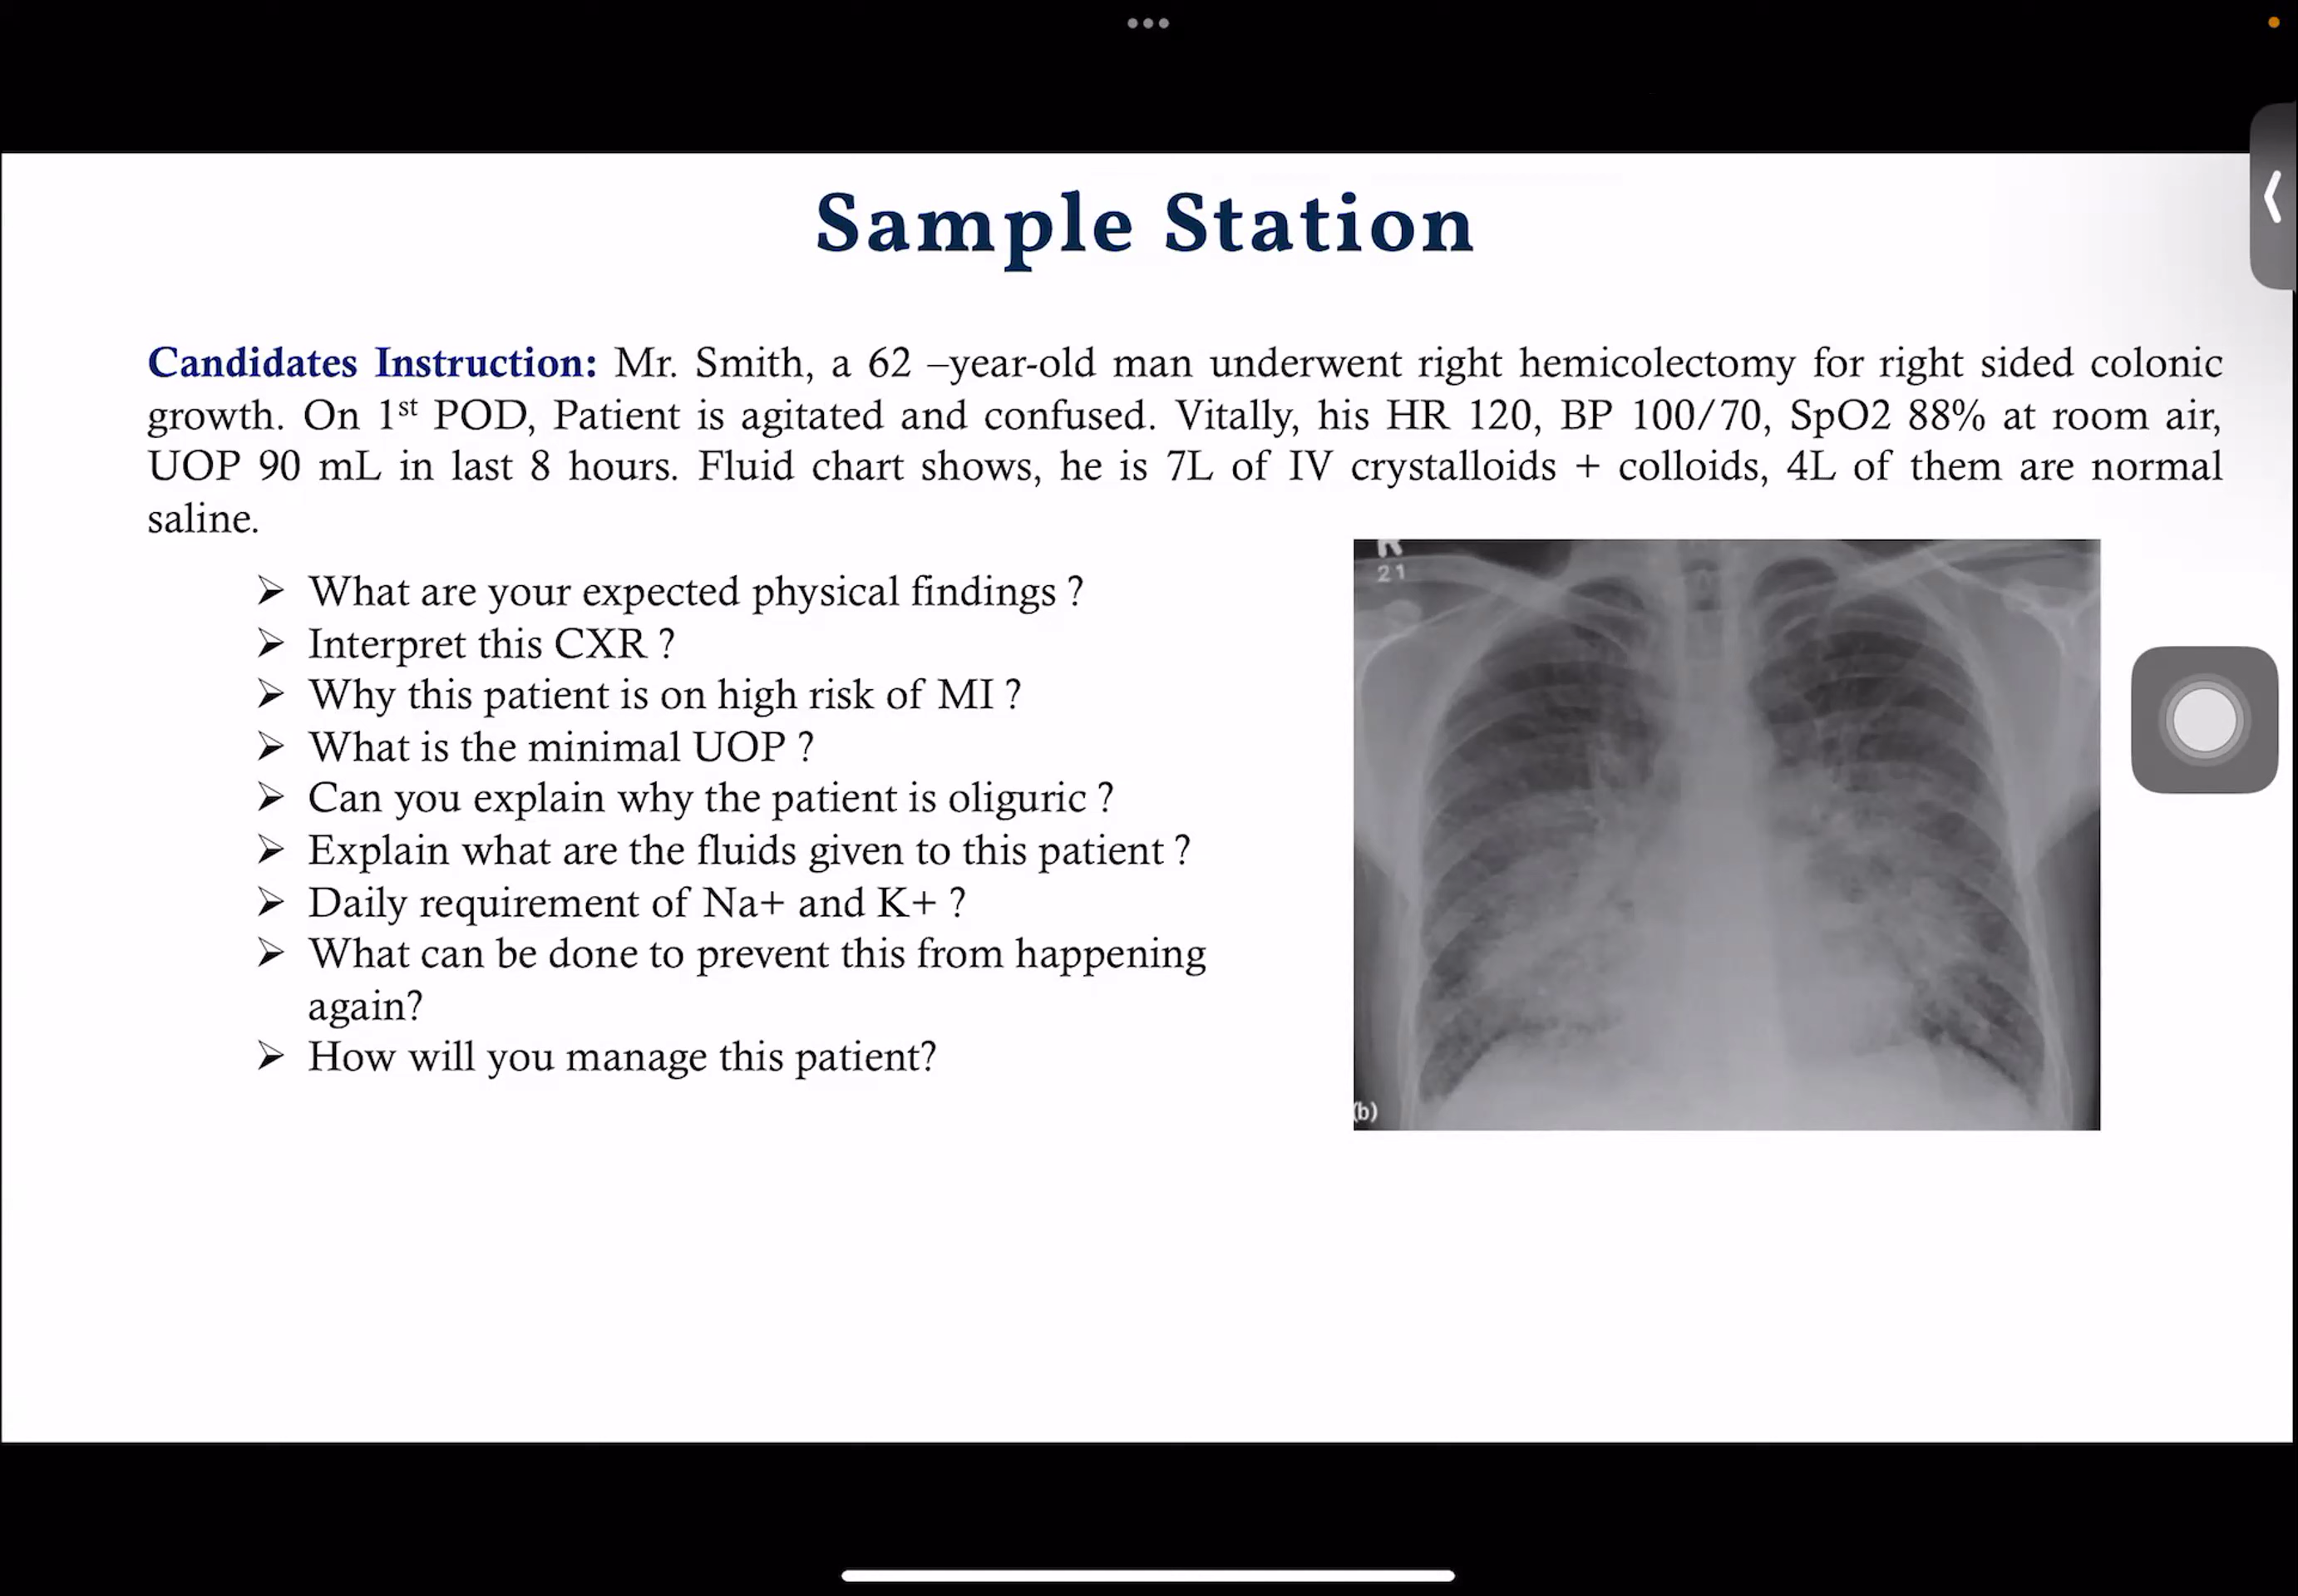 Sample Station
Candidates Instruction: Mr. Smith, a 62 –year-old man underwent right hemicolectomy for right sided colonic
growth. On 1st POD, Patient is agitated and confused. Vitally, his HR 120, BP 100/70, SpO2 88% at room air,
UOP 90 mL in last 8 hours. Fluid chart shows, he is 7L of IV crystalloids + colloids, 4L of them are normal
saline.
➢ What are your expected physical findings ?
➢ Interpret this CXR ?
➢ Why this patient is on high risk of MI ?
➢ What is the minimal UOP ?
➢ Can you explain why the patient is oliguric ?
➢ Explain what are the fluids given to this patient ?
➢ Daily requirement of Na+ and K+ ?
➢ What can be done to prevent this from happening
again?
➢ How will you manage this patient?
R
21
(b)